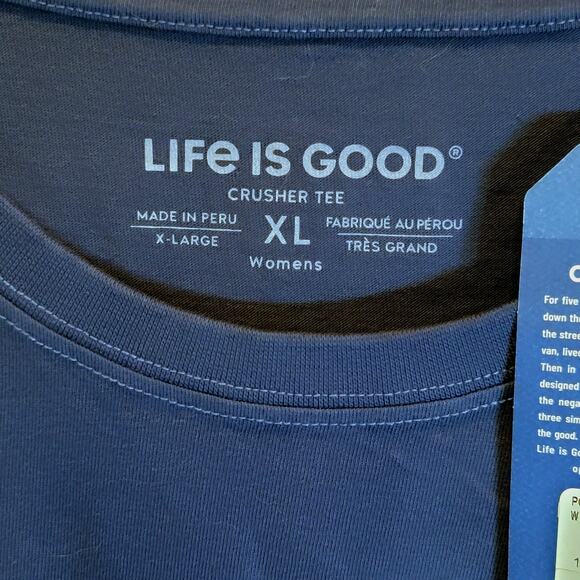 LIFe IS GOOD®
CRUSHER TEE
MADE IN PERU
X-LARGE
XL
FABRIQUÉ AU PÉROU
TRÈS GRAND
Womens
For five
down the
the stree
van, live
Then in
designed
the nega
three sim
the good.
Life is Go